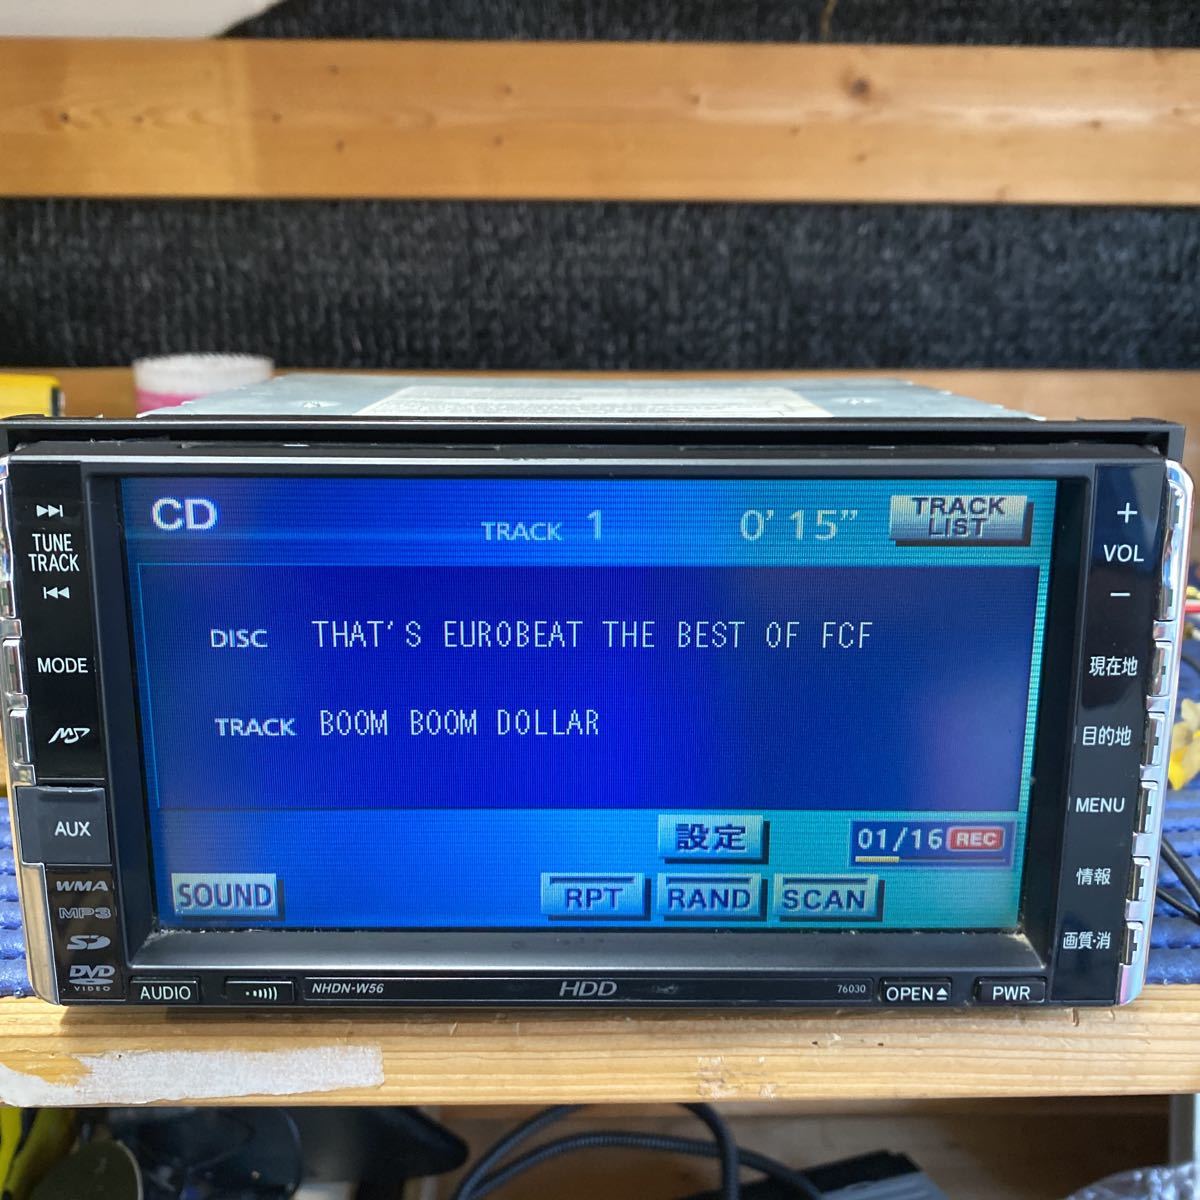 CD
TRACK 1
0' 15"
TRACK LIST
DISC THAT'S EUROBEAT THE BEST OF FCF
TRACK BOOM BOOM DOLLAR
設定
01/16 REC
SOUND
RPT
RAND
SCAN
TUNE
TRACK
MODE
AUX
WMA
MP3
SD
DVD
VIDEO
+
VOL
−
現在地
目的地
MENU
情報
画質・消
AUDIO
NHDN-W56
HDD
76030
OPEN
PWR